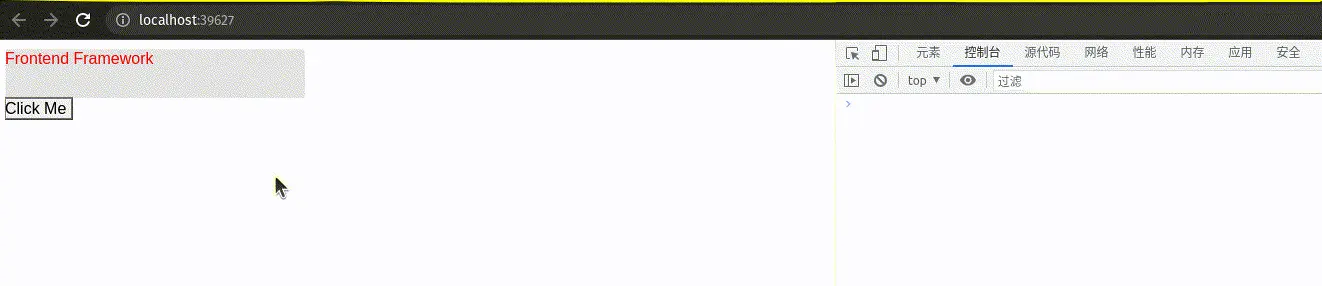 localhost:39627
Frontend Framework
Click Me
元素 控制台 源代码 网络 性能 内存 应用 安全
top ▼ 过滤